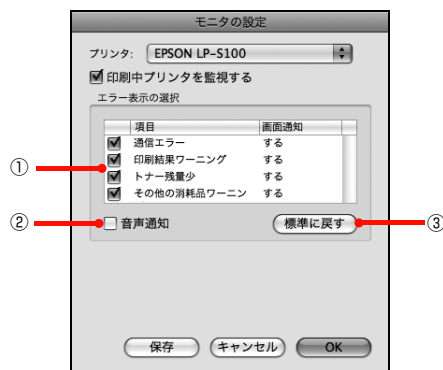 モニタの設定
プリンタ: EPSON LP-S100
印刷中プリンタを監視する
エラー表示の選択
項目 画面通知
通信エラー する
印刷結果ワーニング する
①
トナー残量少 する
その他の消耗品ワーニン する
② 音声通知 標準に戻す ③
保存 キャンセル OK